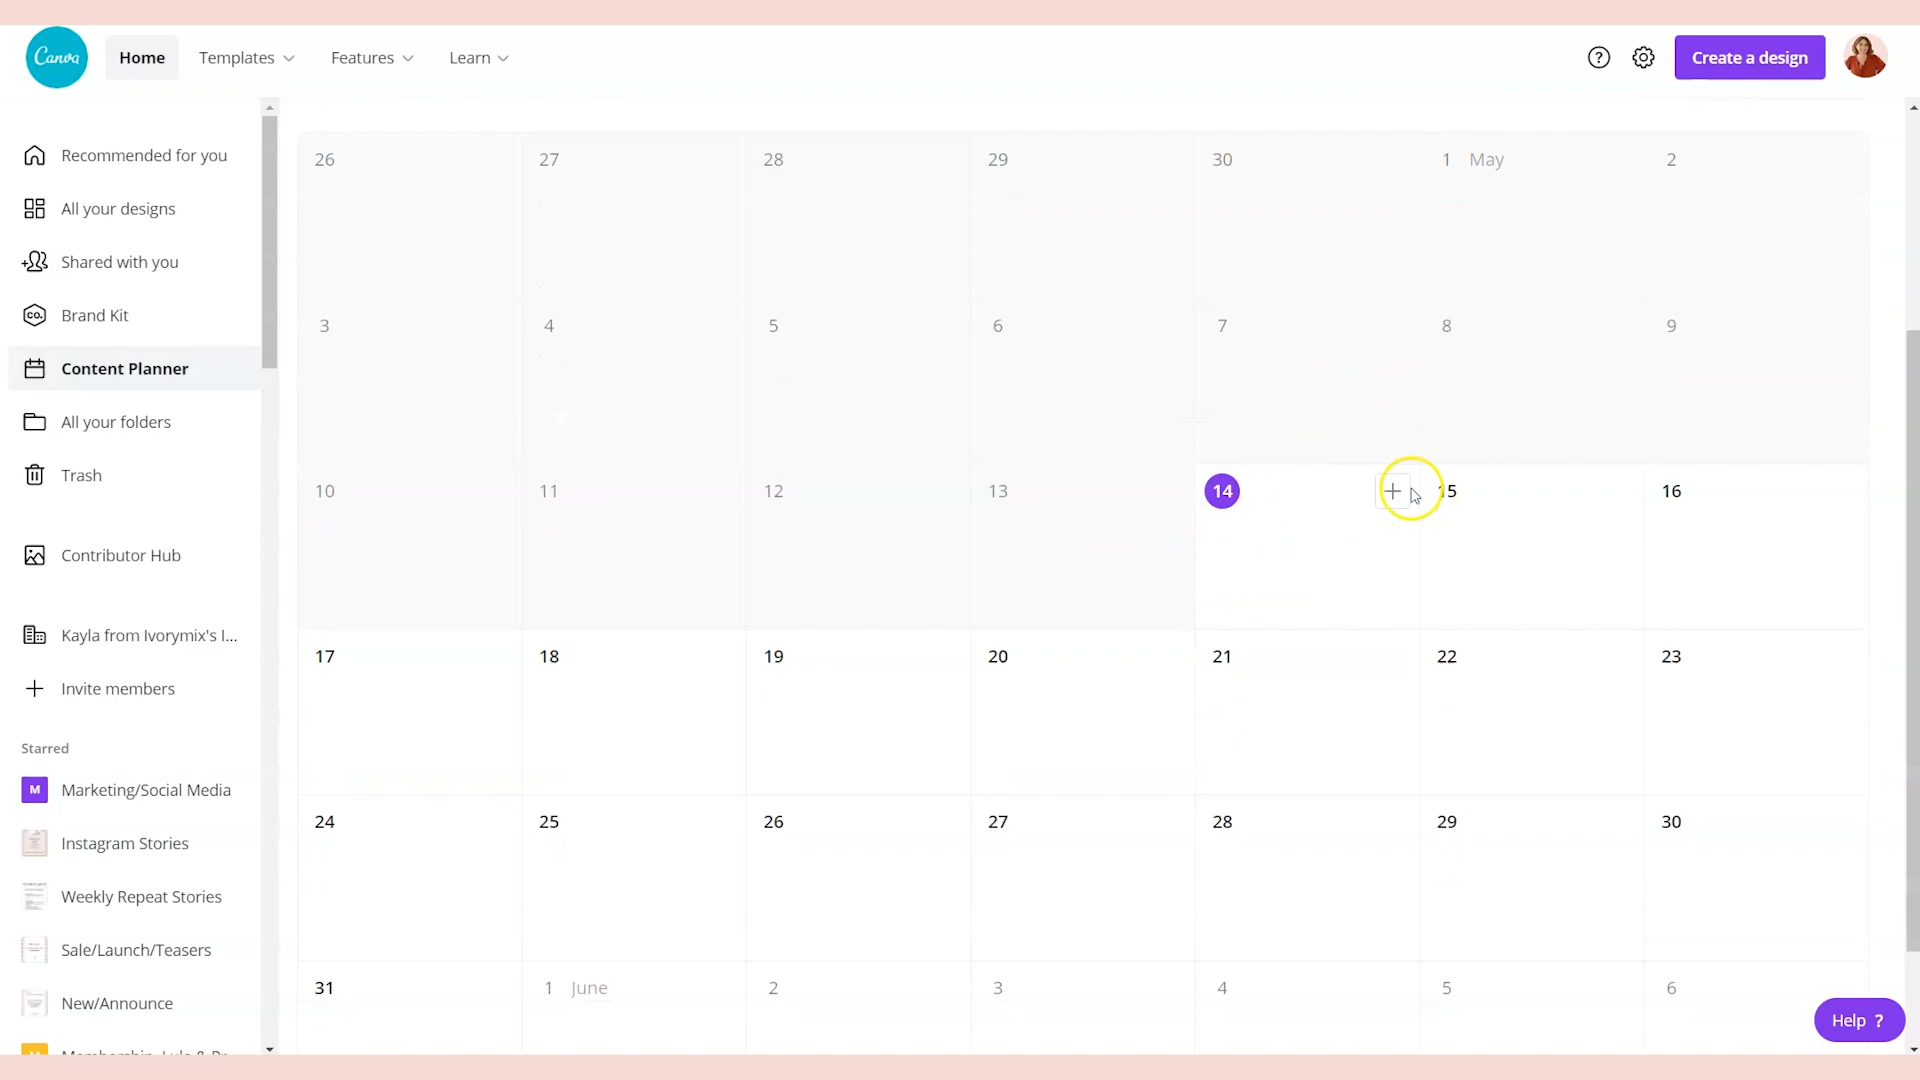 Canva
Home
Templates
Features
Learn
?
Create a design
Recommended for you
All your designs
Shared with you
CO.
Brand Kit
Content Planner
All your folders
Trash
Contributor Hub
Kayla from Ivorymix's I...
Invite members
Starred
M
Marketing/Social Media
Instagram Stories
Weekly Repeat Stories
Sale/Launch/Teasers
New/Announce
26 27 28 29 30 1 May 2
3 4 5 6 7 8 9
10 11 12 13 14 + 15 16
17 18 19 20 21 22 23
24 25 26 27 28 29 30
31 1 June 2 3 4 5 6
Help ?